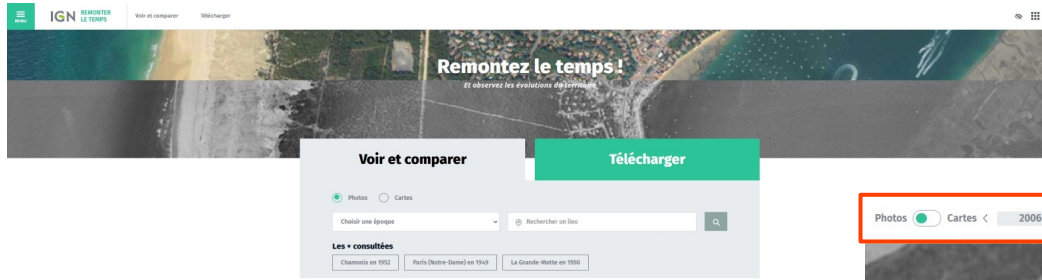 MENU
IGN REMONTER
LE TEMPS
Voir et comparer
Télécharger
Remontez le temps !
Et observez les évolutions du territoire
Voir et comparer
Télécharger
Photos
Cartes
Choisir une époque
Rechercher un lieu
Les + consultées
Chamonix en 1952
Paris (Notre-Dame) en 1949
La Grande-Motte en 1950
Photos
Cartes < 2006